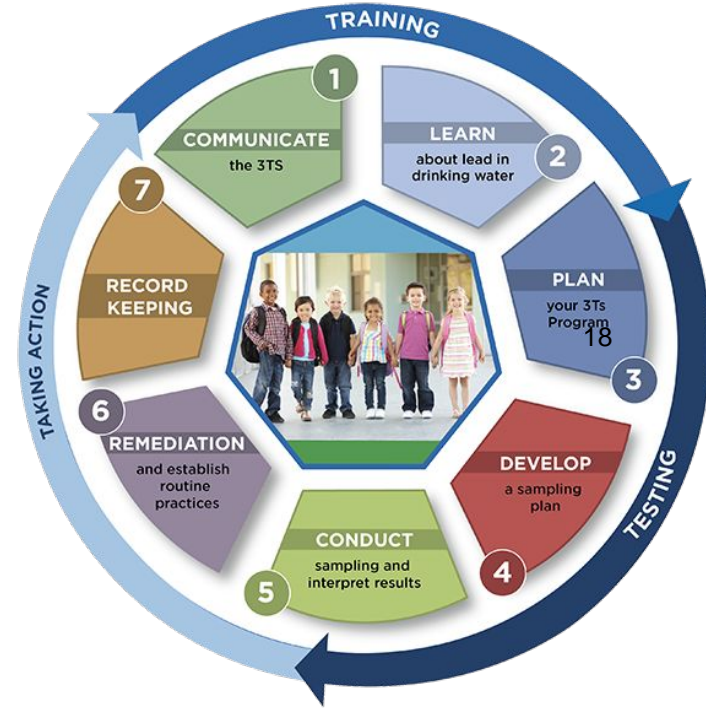 TRAINING
1
COMMUNICATE
the 3TS
2
LEARN
about lead in
drinking water
3
PLAN
your 3Ts
Program
18
TESTING
4
DEVELOP
a sampling
plan
5
CONDUCT
sampling and
interpret results
TAKING ACTION
6
REMEDIATION
and establish
routine
practices
7
RECORD
KEEPING